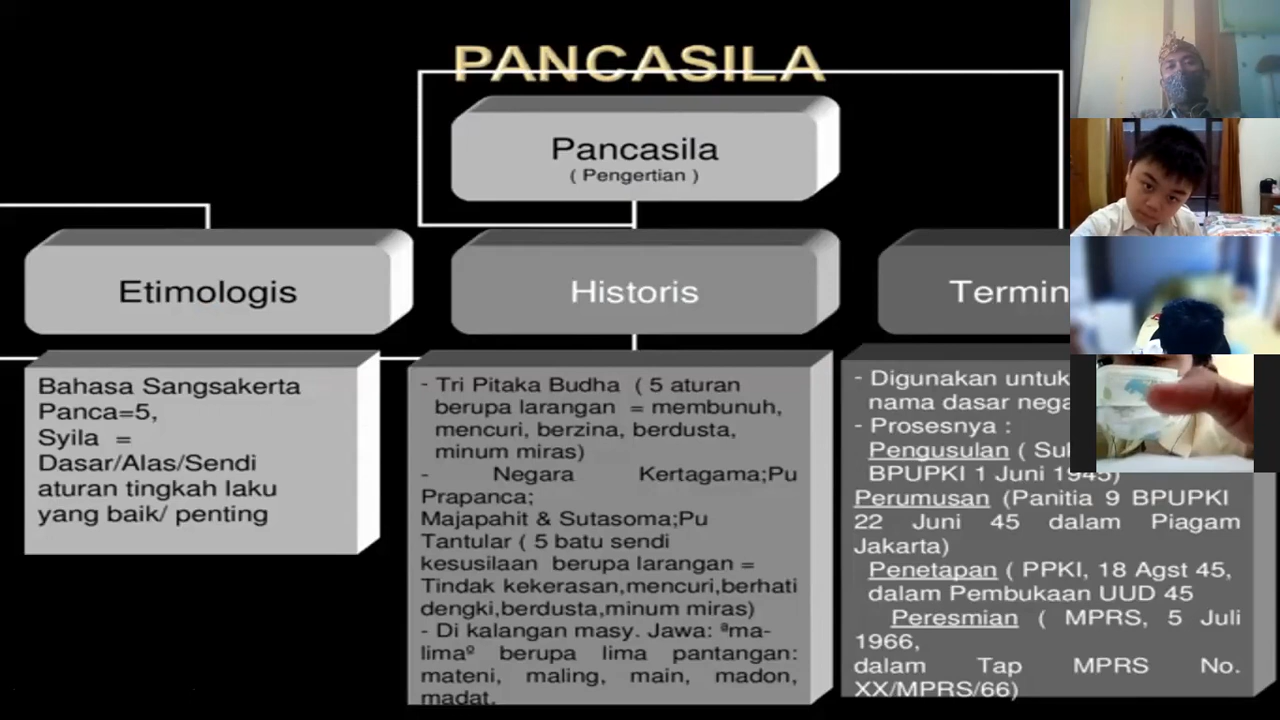 PANCASILA
Pancasila
( Pengertian )
Etimologis
Bahasa Sangsakerta
Panca=5,
Syila =
Dasar/Alas/Sendi
aturan tingkah laku
yang baik/ penting
Historis
- Tri Pitaka Budha ( 5 aturan
berupa larangan = membunuh,
mencuri, berzina, berdusta,
minum miras)
- Negara Kertagama;Pu
Prapanca;
Majapahit & Sutasoma;Pu
Tantular ( 5 batu sendi
kesusilaan berupa larangan =
Tindak kekerasan,mencuri,berhati
dengki,berdusta,minum miras)
- Di kalangan masy. Jawa: ªma-
limaº berupa lima pantangan:
mateni, maling, main, madon,
madat.
Termin
- Digunakan untuk
nama dasar nega
- Prosesnya :
Pengusulan ( Su
BPUPKI 1 Juni 1945)
Perumusan (Panitia 9 BPUPKI
22 Juni 45 dalam Piagam
Jakarta)
Penetapan ( PPKI, 18 Agst 45,
dalam Pembukaan UUD 45
Peresmian ( MPRS, 5 Juli
1966,
dalam Tap MPRS No.
XX/MPRS/66)